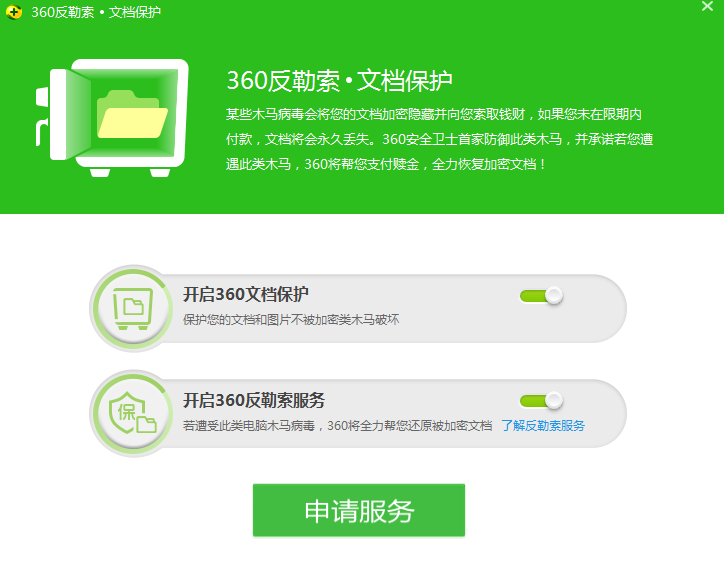 360反勒索 • 文档保护
360反勒索 • 文档保护
某些木马病毒会将您的文档加密隐藏并向您索取钱财，如果您未在限期内
付款，文档将会永久丢失。360安全卫士首家防御此类木马，并承诺若您遭
遇此类木马，360将帮您支付赎金，全力恢复加密文档！
开启360文档保护
保护您的文档和图片不被加密类木马破坏
保
开启360反勒索服务
若遭受此类电脑木马病毒，360将全力帮您还原被加密文档 了解反勒索服务
申请服务